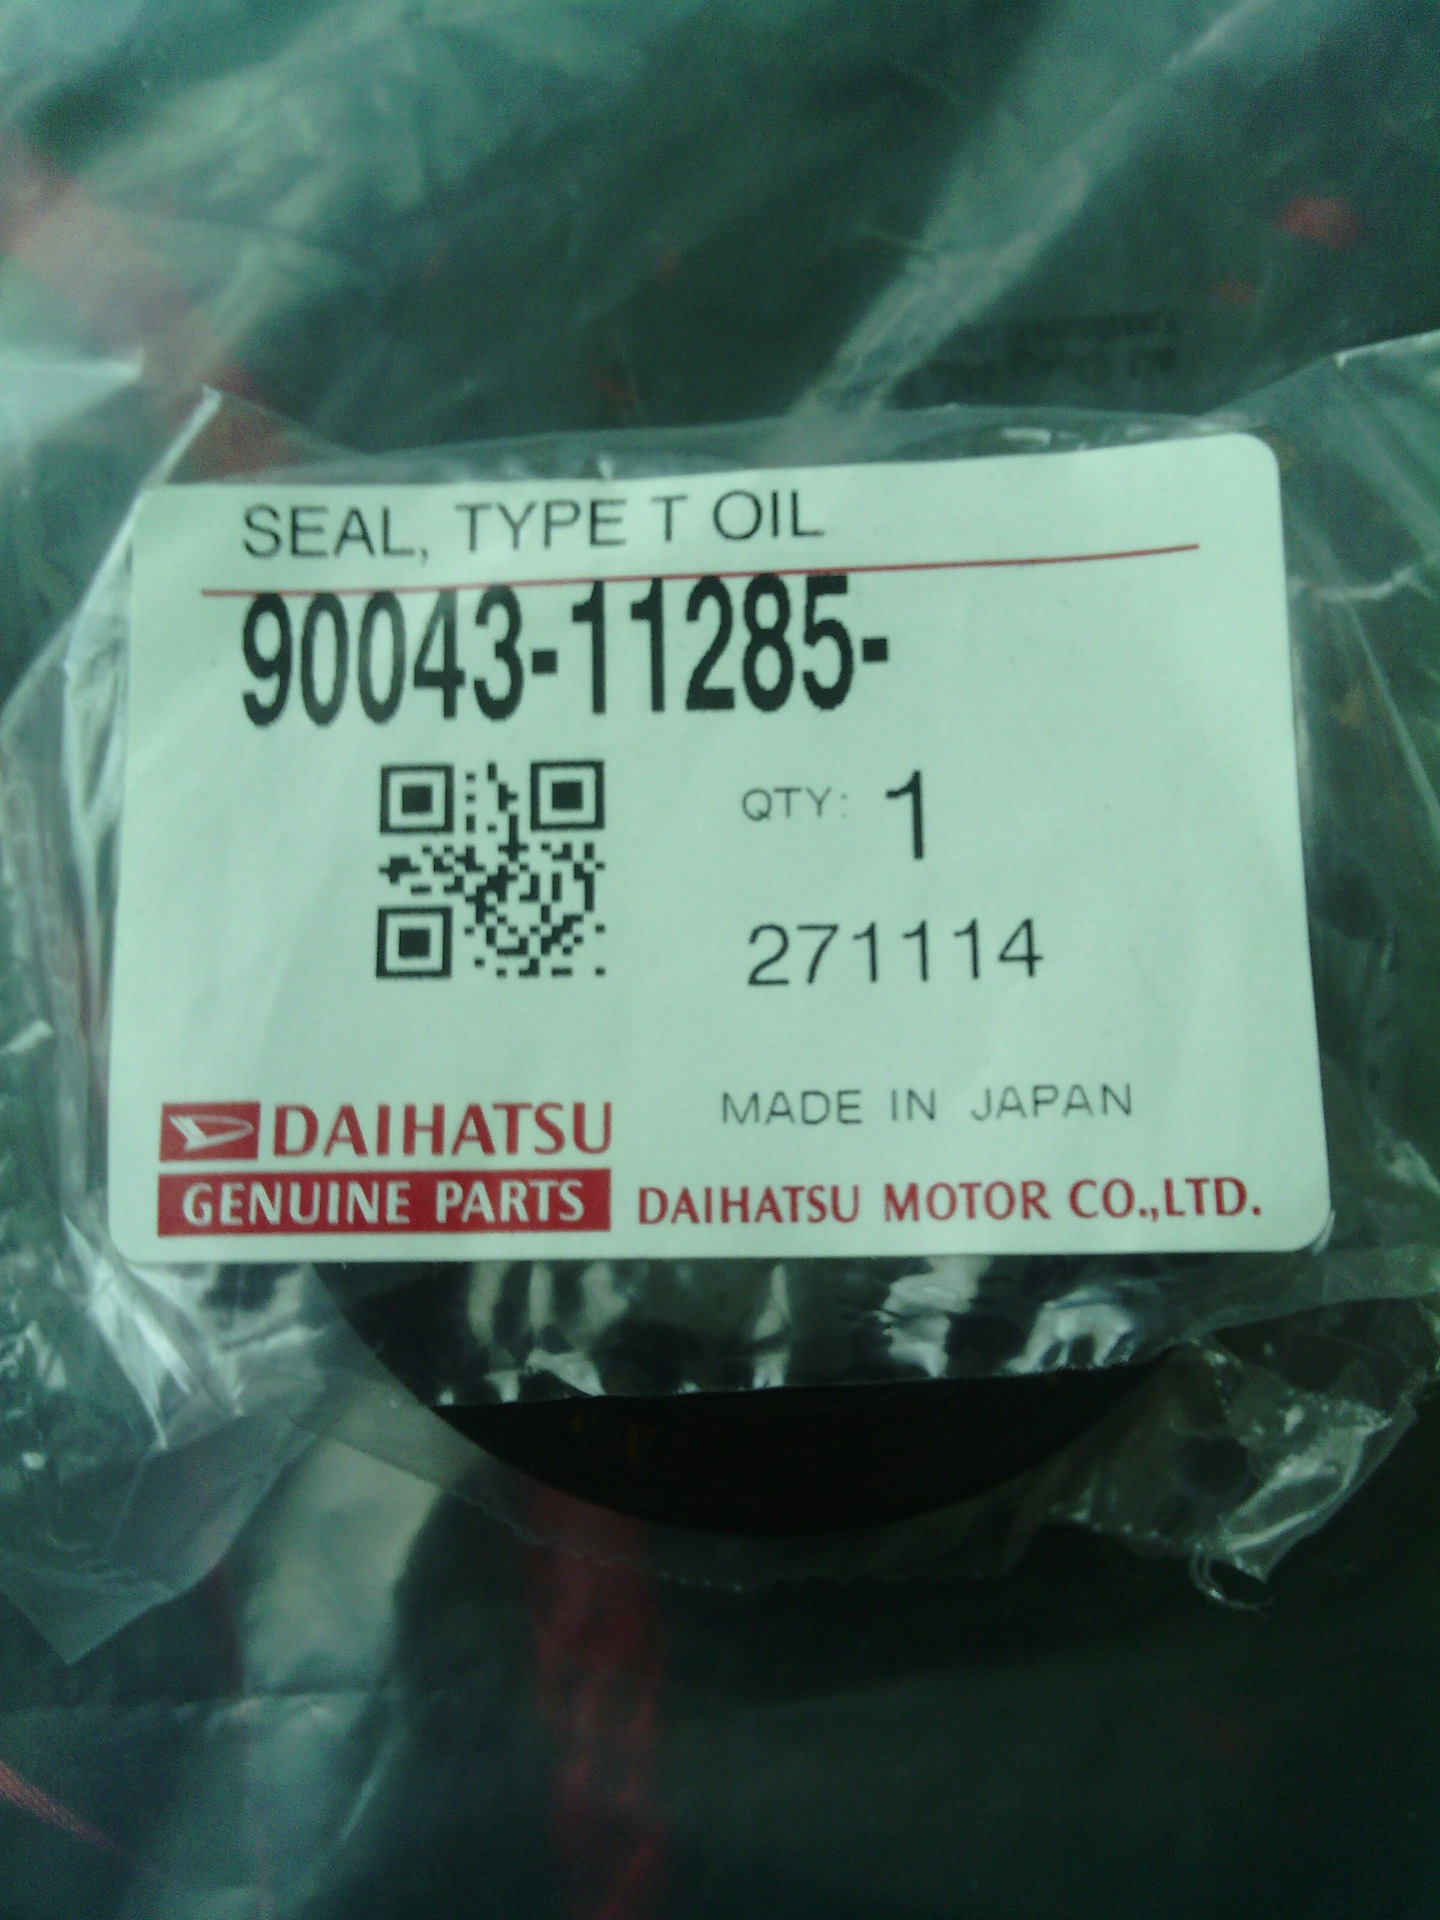 SEAL, TYPE T OIL
90043-11285-
QTY: 1
271114
MADE IN JAPAN
DAIHATSU
GENUINE PARTS
DAIHATSU MOTOR CO.,LTD.